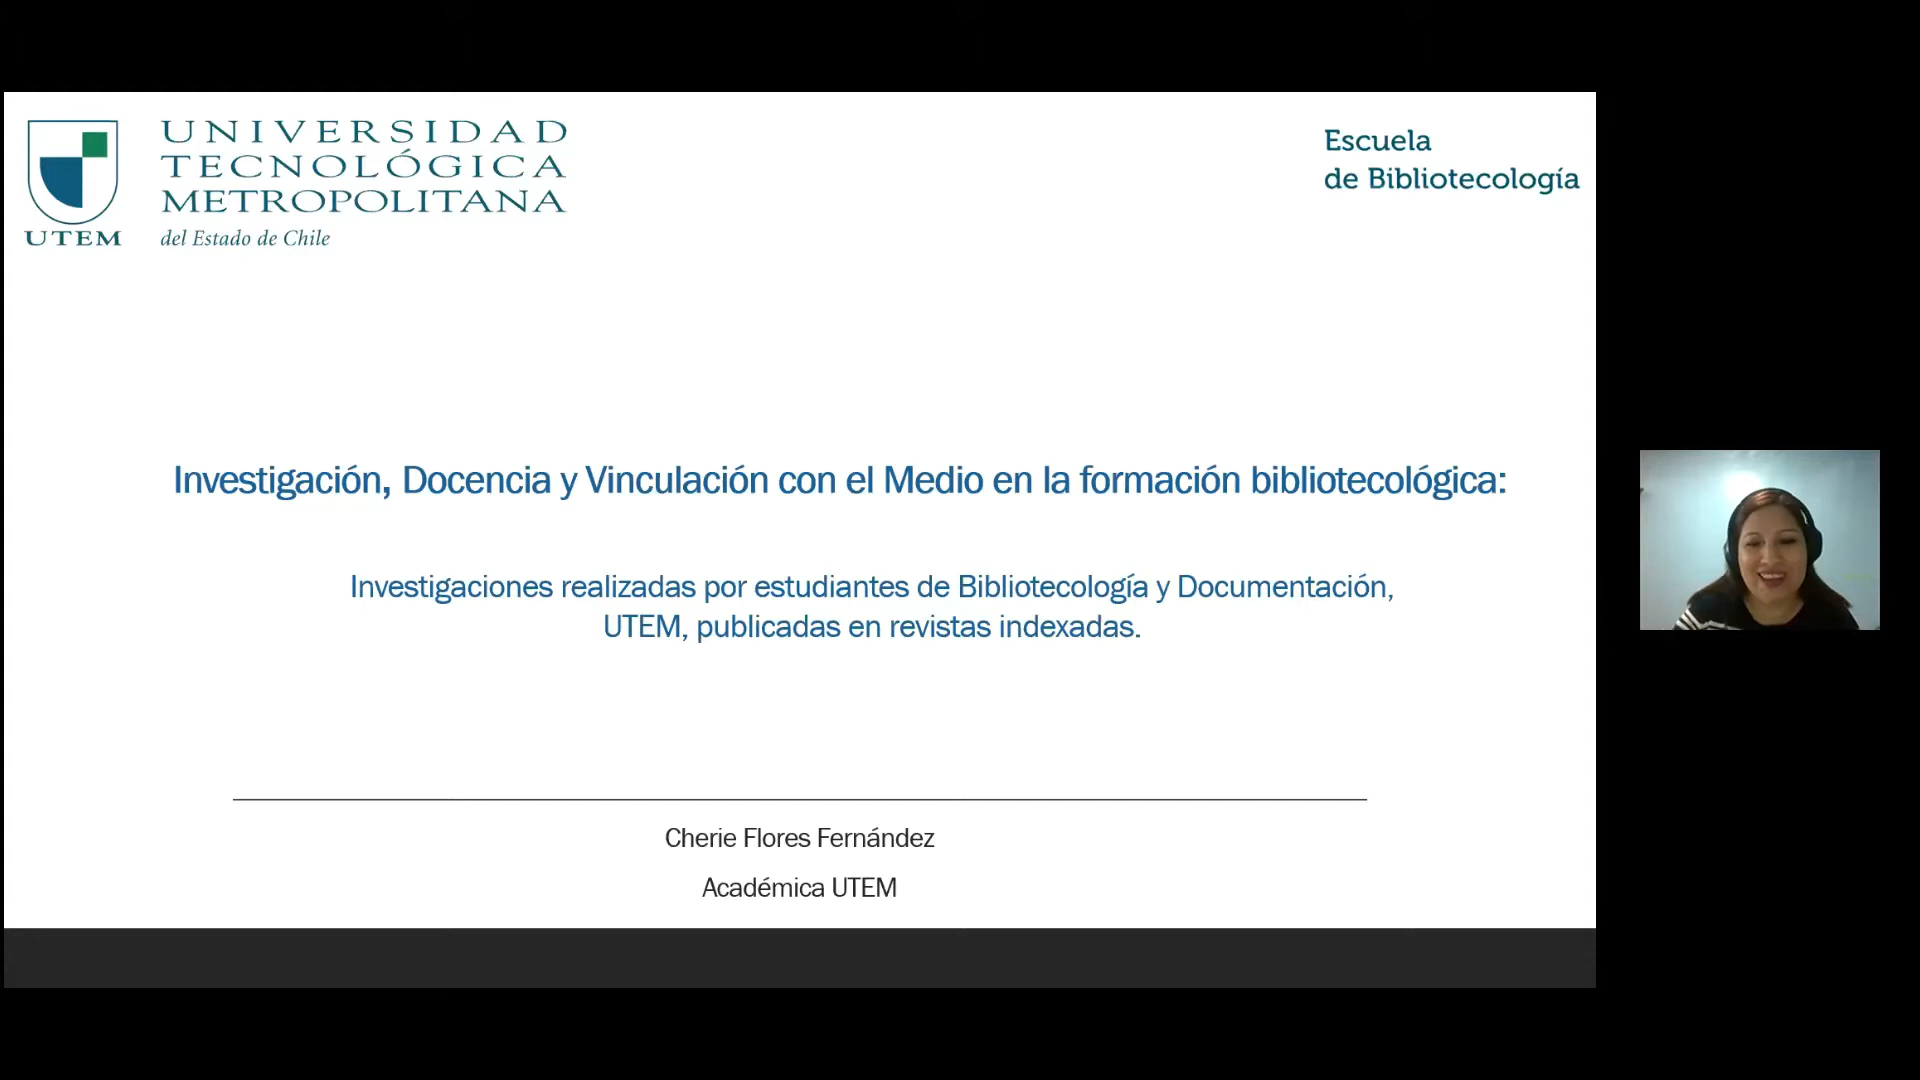 UNIVERSIDAD
TECNOLÓGICA
METROPOLITANA
UTEM
del Estado de Chile
Escuela
de Bibliotecología
Investigación, Docencia y Vinculación con el Medio en la formación bibliotecológica:
Investigaciones realizadas por estudiantes de Bibliotecología y Documentación,
UTEM, publicadas en revistas indexadas.
Cherie Flores Fernández
Académica UTEM